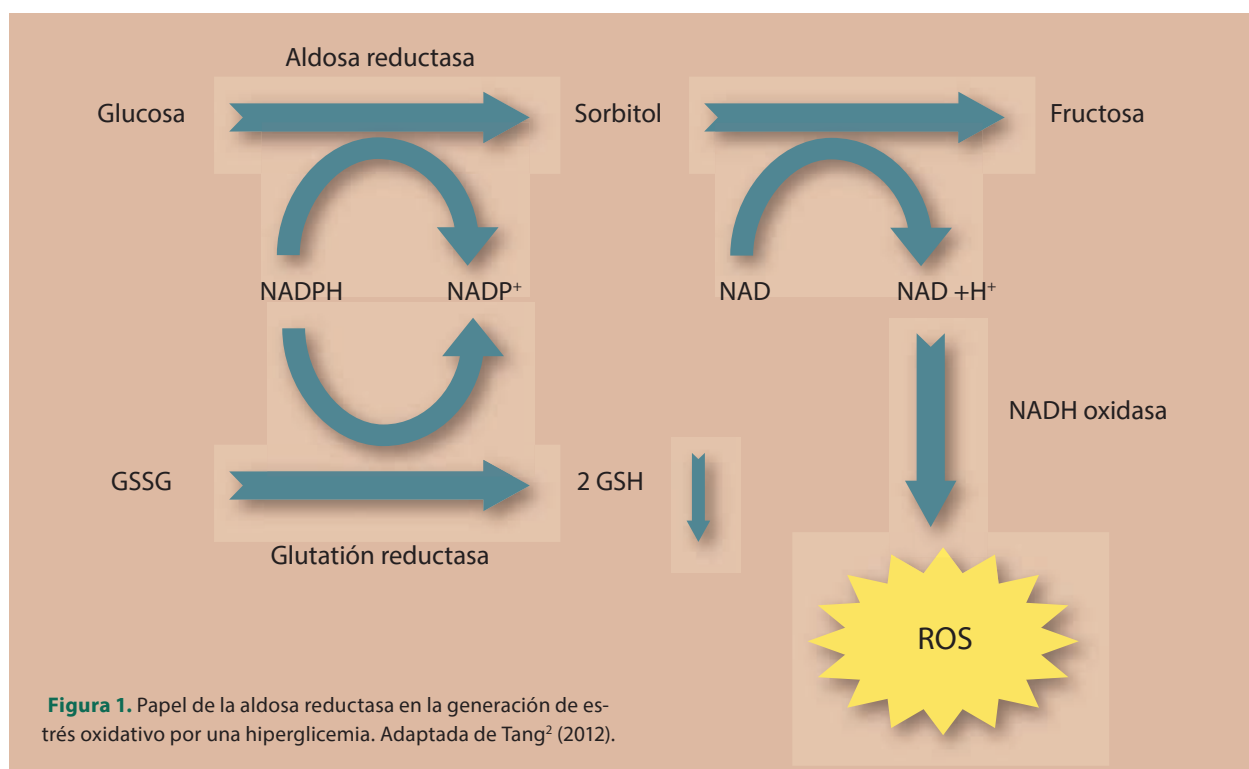 Aldosa reductasa
Glucosa
Sorbitol
Fructosa
NADPH
NADP⁺
NAD
NAD +H⁺
NADH oxidasa
GSSG
2 GSH
Glutatión reductasa
ROS
Figura 1. Papel de la aldosa reductasa en la generación de es-
trés oxidativo por una hiperglicemia. Adaptada de Tang² (2012).